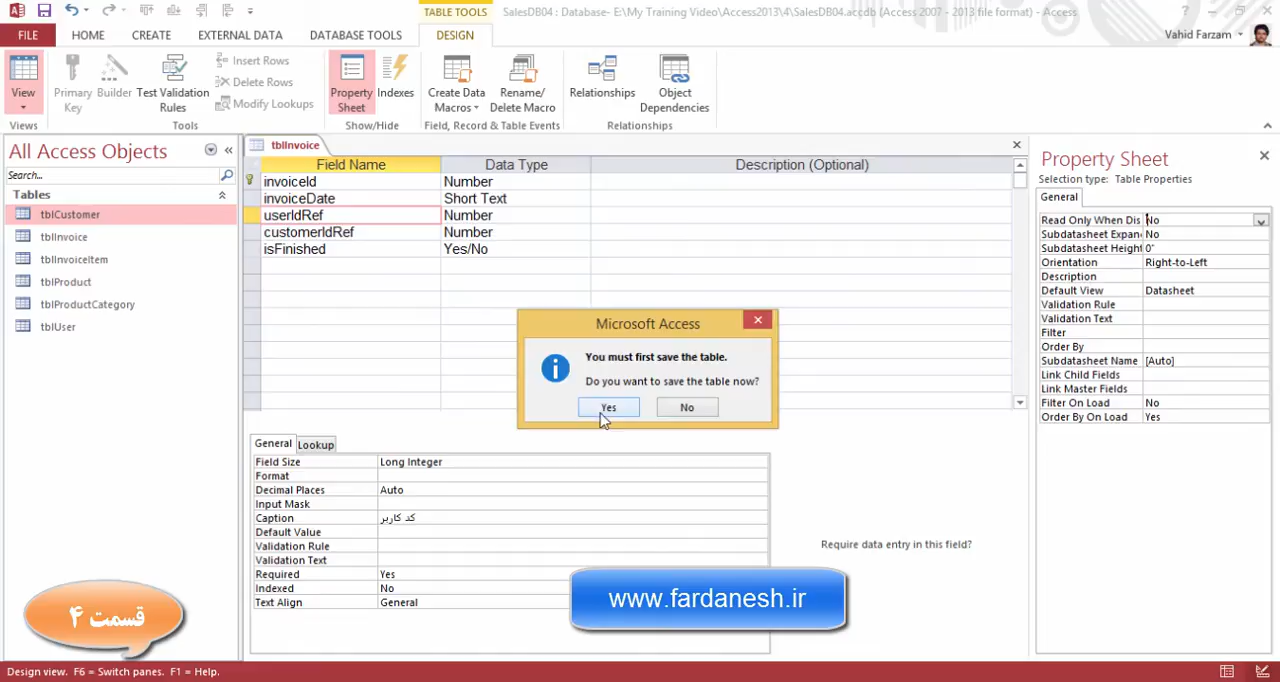 TABLE TOOLS
SalesDB04 : Database- E:\My Training Video\Access2013\4\SalesDB04.accdb (Access 2007 - 2013 file format) - Access
FILE HOME CREATE EXTERNAL DATA DATABASE TOOLS DESIGN Vahid Farzam
View
Primary Key
Builder
Test Validation Rules
Insert Rows
Delete Rows
Modify Lookups
Property Sheet
Indexes
Create Data Macros
Rename/ Delete Macro
Relationships
Object Dependencies
Views Tools Show/Hide Field, Record & Table Events Relationships
All Access Objects
Search...
Tables
tblCustomer
tblInvoice
tblInvoiceItem
tblProduct
tblProductCategory
tblUser
tblInvoice
Field Name Data Type Description (Optional)
invoiceId Number
invoiceDate Short Text
userIdRef Number
customerIdRef Number
isFinished Yes/No
Microsoft Access
You must first save the table.
Do you want to save the table now?
Yes No
General Lookup
Field Size Long Integer
Format
Decimal Places Auto
Input Mask
Caption کد کاربر
Default Value
Validation Rule
Validation Text
Required Yes
Indexed No
Text Align General
Require data entry in this field?
Property Sheet
Selection type: Table Properties
General
Read Only When Dis No
Subdatasheet Expan No
Subdatasheet Height 0"
Orientation Right-to-Left
Description
Default View Datasheet
Validation Rule
Validation Text
Filter
Order By
Subdatasheet Name [Auto]
Link Child Fields
Link Master Fields
Filter On Load No
Order By On Load Yes
قسمت ۴
www.fardanesh.ir
Design view. F6 = Switch panes. F1 = Help.